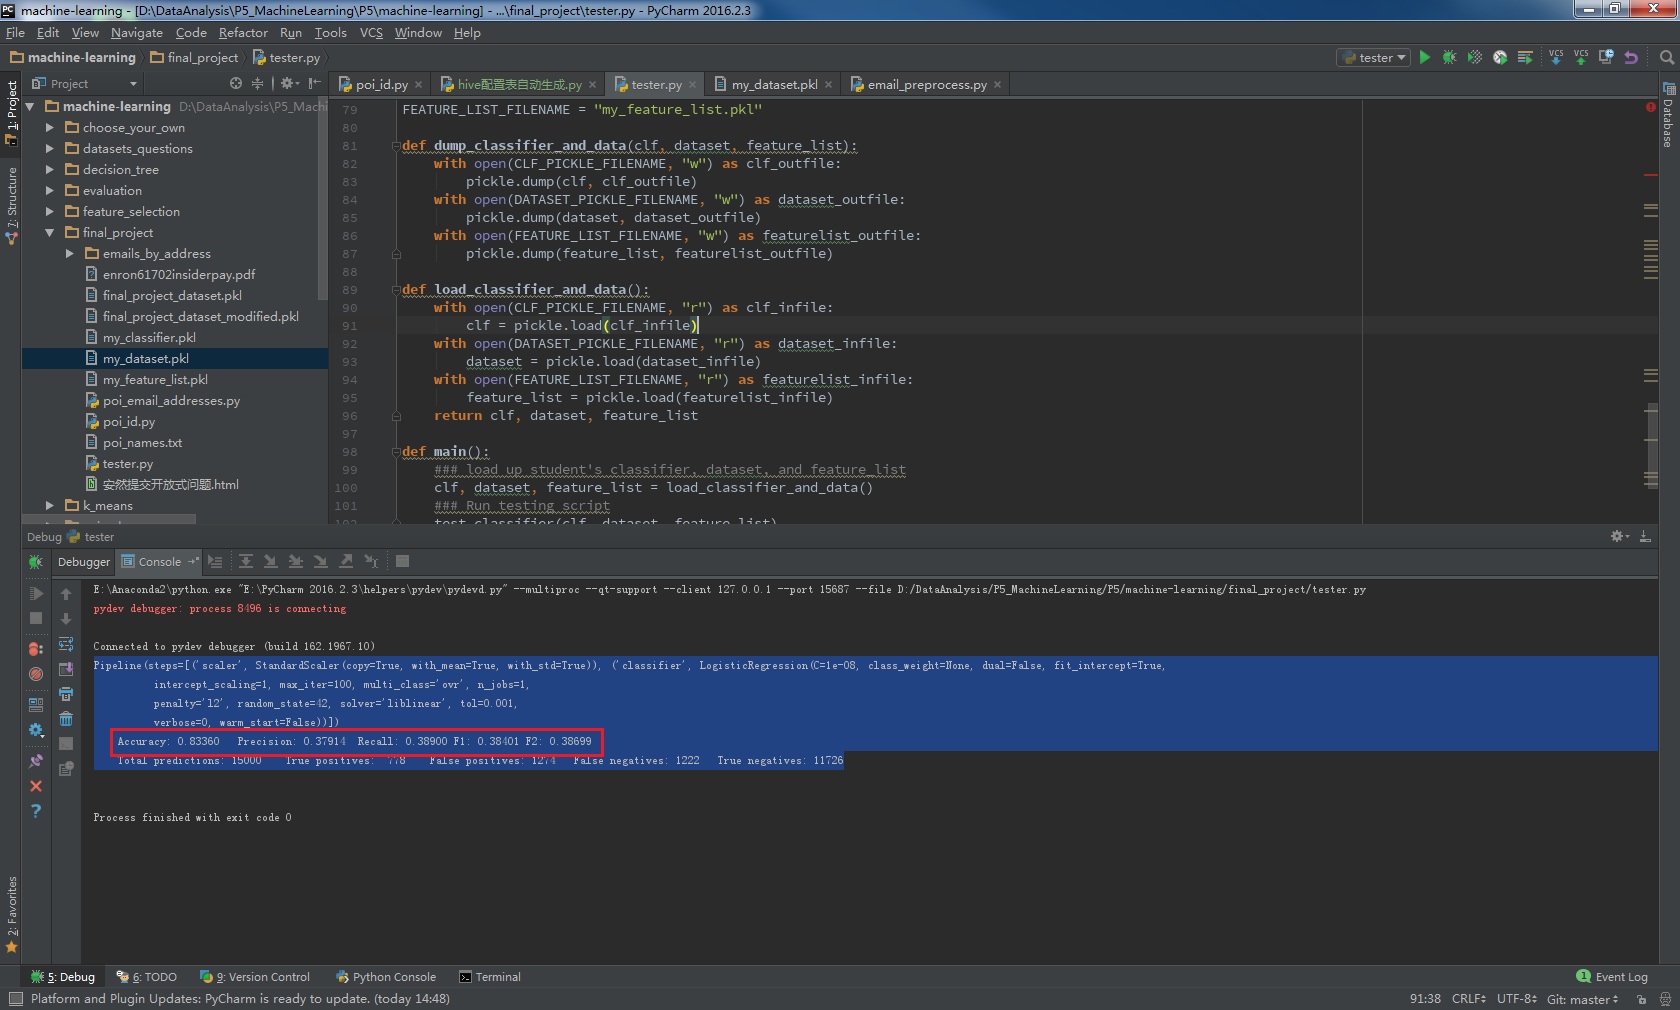 machine-learning - [D:\DataAnalysis\P5_MachineLearning\P5\machine-learning] - ...\final_project\tester.py - PyCharm 2016.2.3
File Edit View Navigate Code Refactor Run Tools VCS Window Help
machine-learning final_project tester.py
tester
VCS VCS
Project
poi_id.py hive配置表自动生成.py tester.py my_dataset.pkl email_preprocess.py
1: Project
7: Structure
2: Favorites
Database
machine-learning D:\DataAnalysis\P5_Machi
choose_your_own
datasets_questions
decision_tree
evaluation
feature_selection
final_project
emails_by_address
enron61702insiderpay.pdf
final_project_dataset.pkl
final_project_dataset_modified.pkl
my_classifier.pkl
my_dataset.pkl
my_feature_list.pkl
poi_email_addresses.py
poi_id.py
poi_names.txt
tester.py
安然提交开放式问题.html
k_means
79 FEATURE_LIST_FILENAME = "my_feature_list.pkl"
80
81 def dump_classifier_and_data(clf, dataset, feature_list):
82 with open(CLF_PICKLE_FILENAME, "w") as clf_outfile:
83 pickle.dump(clf, clf_outfile)
84 with open(DATASET_PICKLE_FILENAME, "w") as dataset_outfile:
85 pickle.dump(dataset, dataset_outfile)
86 with open(FEATURE_LIST_FILENAME, "w") as featurelist_outfile:
87 pickle.dump(feature_list, featurelist_outfile)
88
89 def load_classifier_and_data():
90 with open(CLF_PICKLE_FILENAME, "r") as clf_infile:
91 clf = pickle.load(clf_infile)
92 with open(DATASET_PICKLE_FILENAME, "r") as dataset_infile:
93 dataset = pickle.load(dataset_infile)
94 with open(FEATURE_LIST_FILENAME, "r") as featurelist_infile:
95 feature_list = pickle.load(featurelist_infile)
96 return clf, dataset, feature_list
97
98 def main():
99 ### load up student's classifier, dataset, and feature_list
100 clf, dataset, feature_list = load_classifier_and_data()
101 ### Run testing script
102 test_classifier(clf, dataset, feature_list)
Debug tester
Debugger Console
E:\Anaconda2\python.exe "E:\PyCharm 2016.2.3\helpers\pydev\pydevd.py" --multiproc --qt-support --client 127.0.0.1 --port 15687 --file D:/DataAnalysis/P5_MachineLearning/P5/machine-learning/final_project/tester.py
pydev debugger: process 8496 is connecting
Connected to pydev debugger (build 162.1967.10)
Pipeline(steps=[('scaler', StandardScaler(copy=True, with_mean=True, with_std=True)), ('classifier', LogisticRegression(C=1e-08, class_weight=None, dual=False, fit_intercept=True,
intercept_scaling=1, max_iter=100, multi_class='ovr', n_jobs=1,
penalty='l2', random_state=42, solver='liblinear', tol=0.001,
verbose=0, warm_start=False))])
Accuracy: 0.83360 Precision: 0.37914 Recall: 0.38900 F1: 0.38401 F2: 0.38699
Total predictions: 15000 True positives: 778 False positives: 1274 False negatives: 1222 True negatives: 11726
Process finished with exit code 0
5: Debug 6: TODO 9: Version Control Python Console Terminal 1 Event Log
Platform and Plugin Updates: PyCharm is ready to update. (today 14:48) 91:38 CRLF UTF-8 Git: master